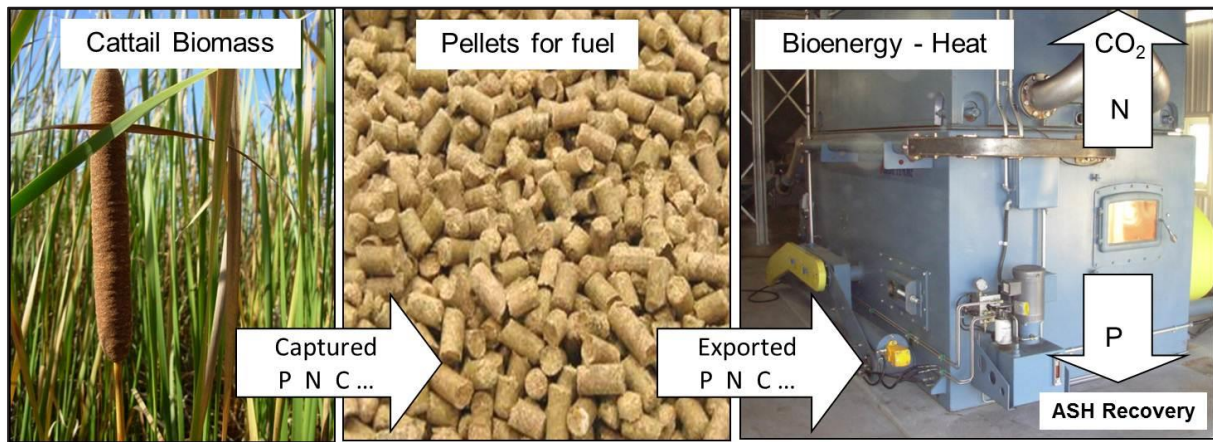 Cattail Biomass
Pellets for fuel
Bioenergy - Heat
CO₂
N
Captured
P N C ...
Exported
P N C ...
P
ASH Recovery